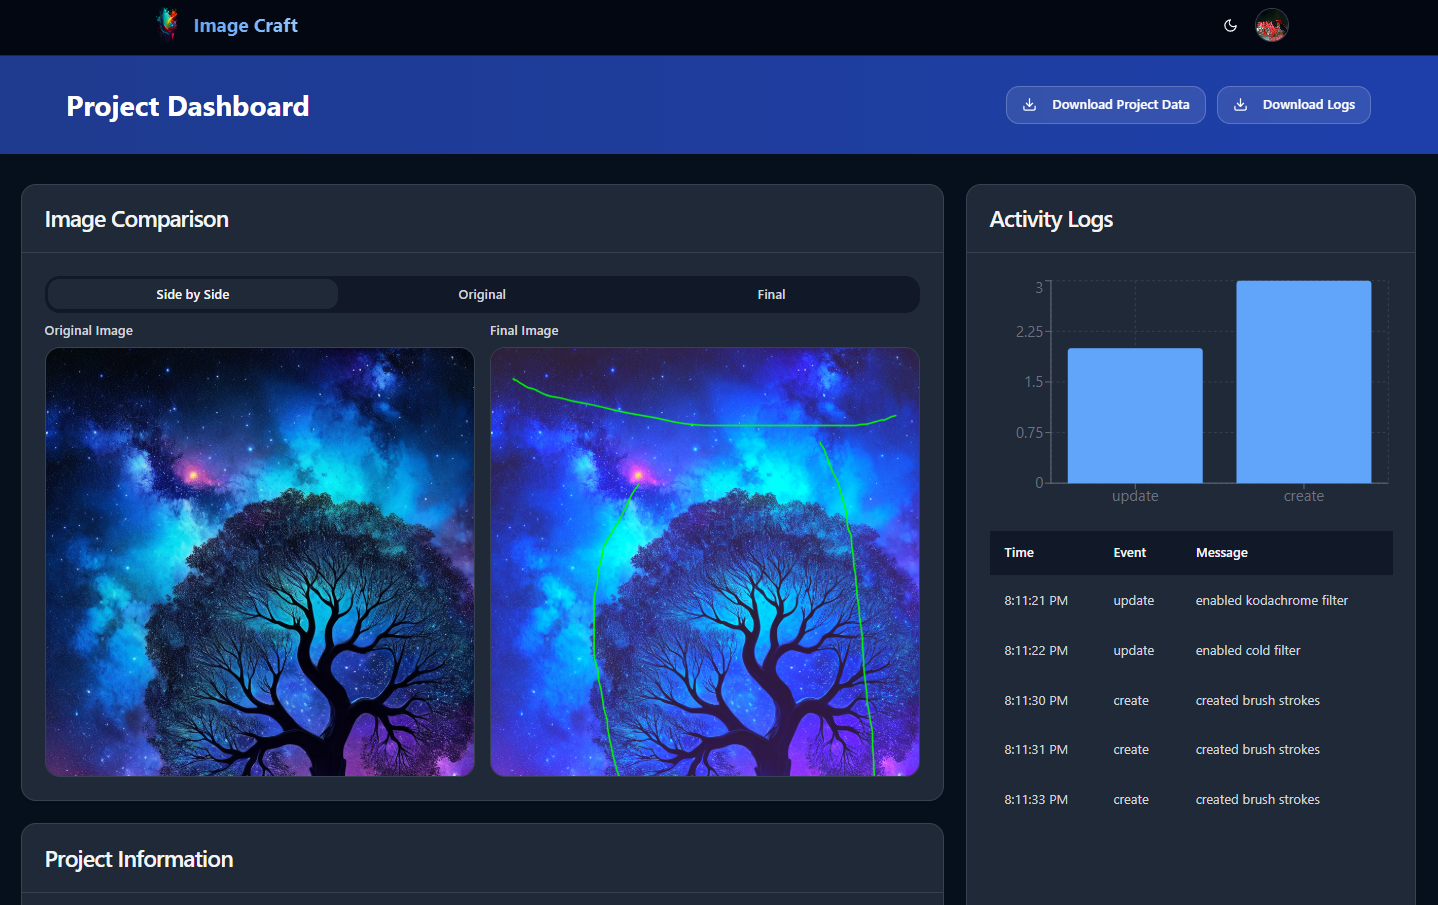 Image Craft
Project Dashboard
Download Project Data
Download Logs
Image Comparison
Side by Side
Original
Final
Original Image
Final Image
Project Information
Activity Logs
3
2.25
1.5
0.75
0
update
create
Time Event Message
8:11:21 PM update enabled kodachrome filter
8:11:22 PM update enabled cold filter
8:11:30 PM create created brush strokes
8:11:31 PM create created brush strokes
8:11:33 PM create created brush strokes